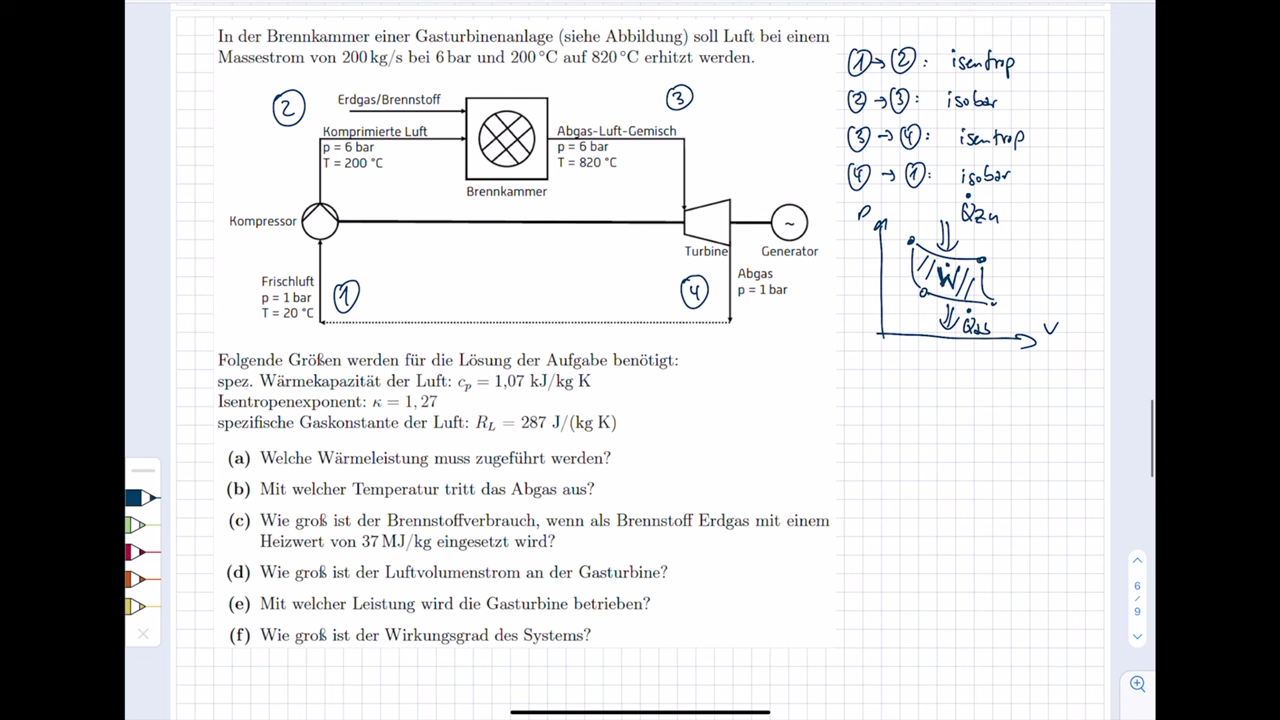 In der Brennkammer einer Gasturbinenanlage (siehe Abbildung) soll Luft bei einem
Massestrom von 200 kg/s bei 6 bar und 200 °C auf 820 °C erhitzt werden.
2
Erdgas/Brennstoff
Komprimierte Luft
p = 6 bar
T = 200 °C
Brennkammer
3
Abgas-Luft-Gemisch
p = 6 bar
T = 820 °C
Kompressor
Turbine
~
Generator
Frischluft
p = 1 bar
T = 20 °C
1
4
Abgas
p = 1 bar
Folgende Größen werden für die Lösung der Aufgabe benötigt:
spez. Wärmekapazität der Luft: cp = 1,07 kJ/kg K
Isentropenexponent: κ = 1, 27
spezifische Gaskonstante der Luft: RL = 287 J/(kg K)
(a) Welche Wärmeleistung muss zugeführt werden?
(b) Mit welcher Temperatur tritt das Abgas aus?
(c) Wie groß ist der Brennstoffverbrauch, wenn als Brennstoff Erdgas mit einem
Heizwert von 37 MJ/kg eingesetzt wird?
(d) Wie groß ist der Luftvolumenstrom an der Gasturbine?
(e) Mit welcher Leistung wird die Gasturbine betrieben?
(f) Wie groß ist der Wirkungsgrad des Systems?
1 → 2 : isentrop
2 → 3 : isobar
3 → 4 : isentrop
4 → 1 : isobar
P
Q̇zu
Ẇ
Q̇ab
V
6
/
9